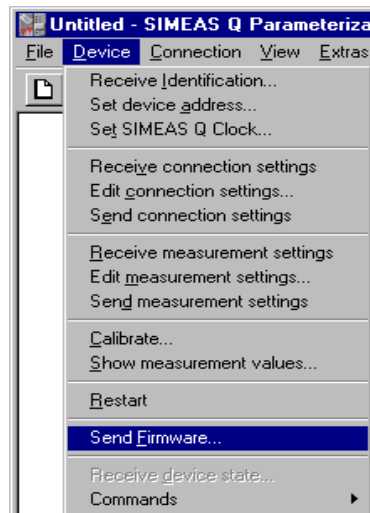 Untitled - SIMEAS Q Parameteriza
File Device Connection View Extras
Receive Identification...
Set device address...
Set SIMEAS Q Clock...
Receive connection settings
Edit connection settings...
Send connection settings
Receive measurement settings
Edit measurement settings...
Send measurement settings
Calibrate...
Show measurement values...
Restart
Send Firmware...
Receive device state...
Commands